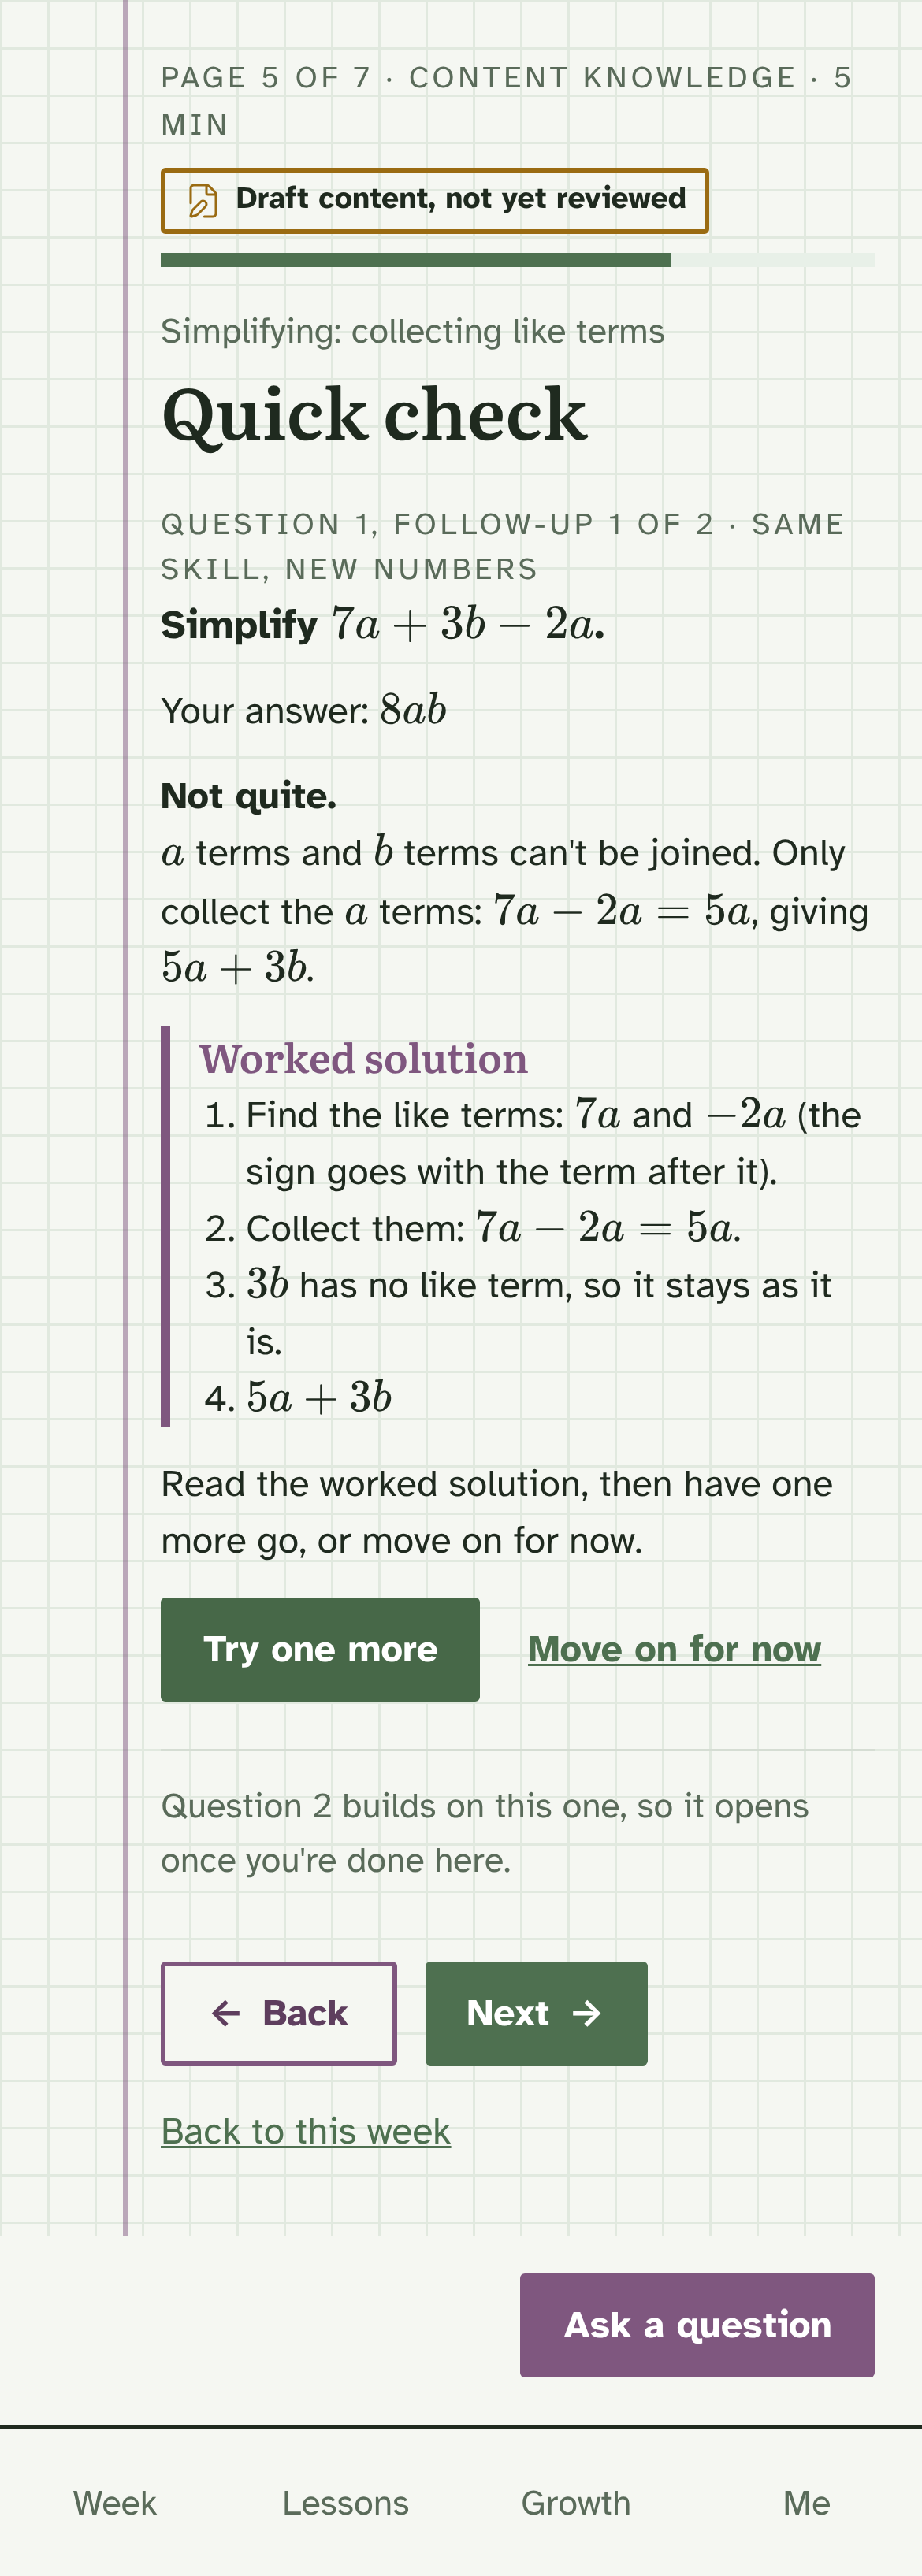 PAGE 5 OF 7 · CONTENT KNOWLEDGE · 5
MIN
Draft content, not yet reviewed
Simplifying: collecting like terms
Quick check
QUESTION 1, FOLLOW-UP 1 OF 2 · SAME
SKILL, NEW NUMBERS
Simplify 7a + 3b − 2a.
Your answer: 8ab
Not quite.
a terms and b terms can't be joined. Only
collect the a terms: 7a − 2a = 5a, giving
5a + 3b.
Worked solution
1. Find the like terms: 7a and −2a (the
sign goes with the term after it).
2. Collect them: 7a − 2a = 5a.
3. 3b has no like term, so it stays as it
is.
4. 5a + 3b
Read the worked solution, then have one
more go, or move on for now.
Try one more Move on for now
Question 2 builds on this one, so it opens
once you're done here.
← Back Next →
Back to this week
Ask a question
Week Lessons Growth Me